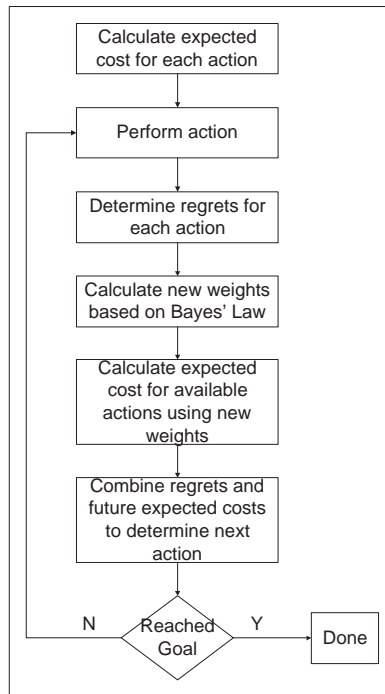 Calculate expected
cost for each action
Perform action
Determine regrets for
each action
Calculate new weights
based on Bayes' Law
Calculate expected
cost for available
actions using new
weights
Combine regrets and
future expected costs
to determine next
action
N
Reached
Goal
Y
Done